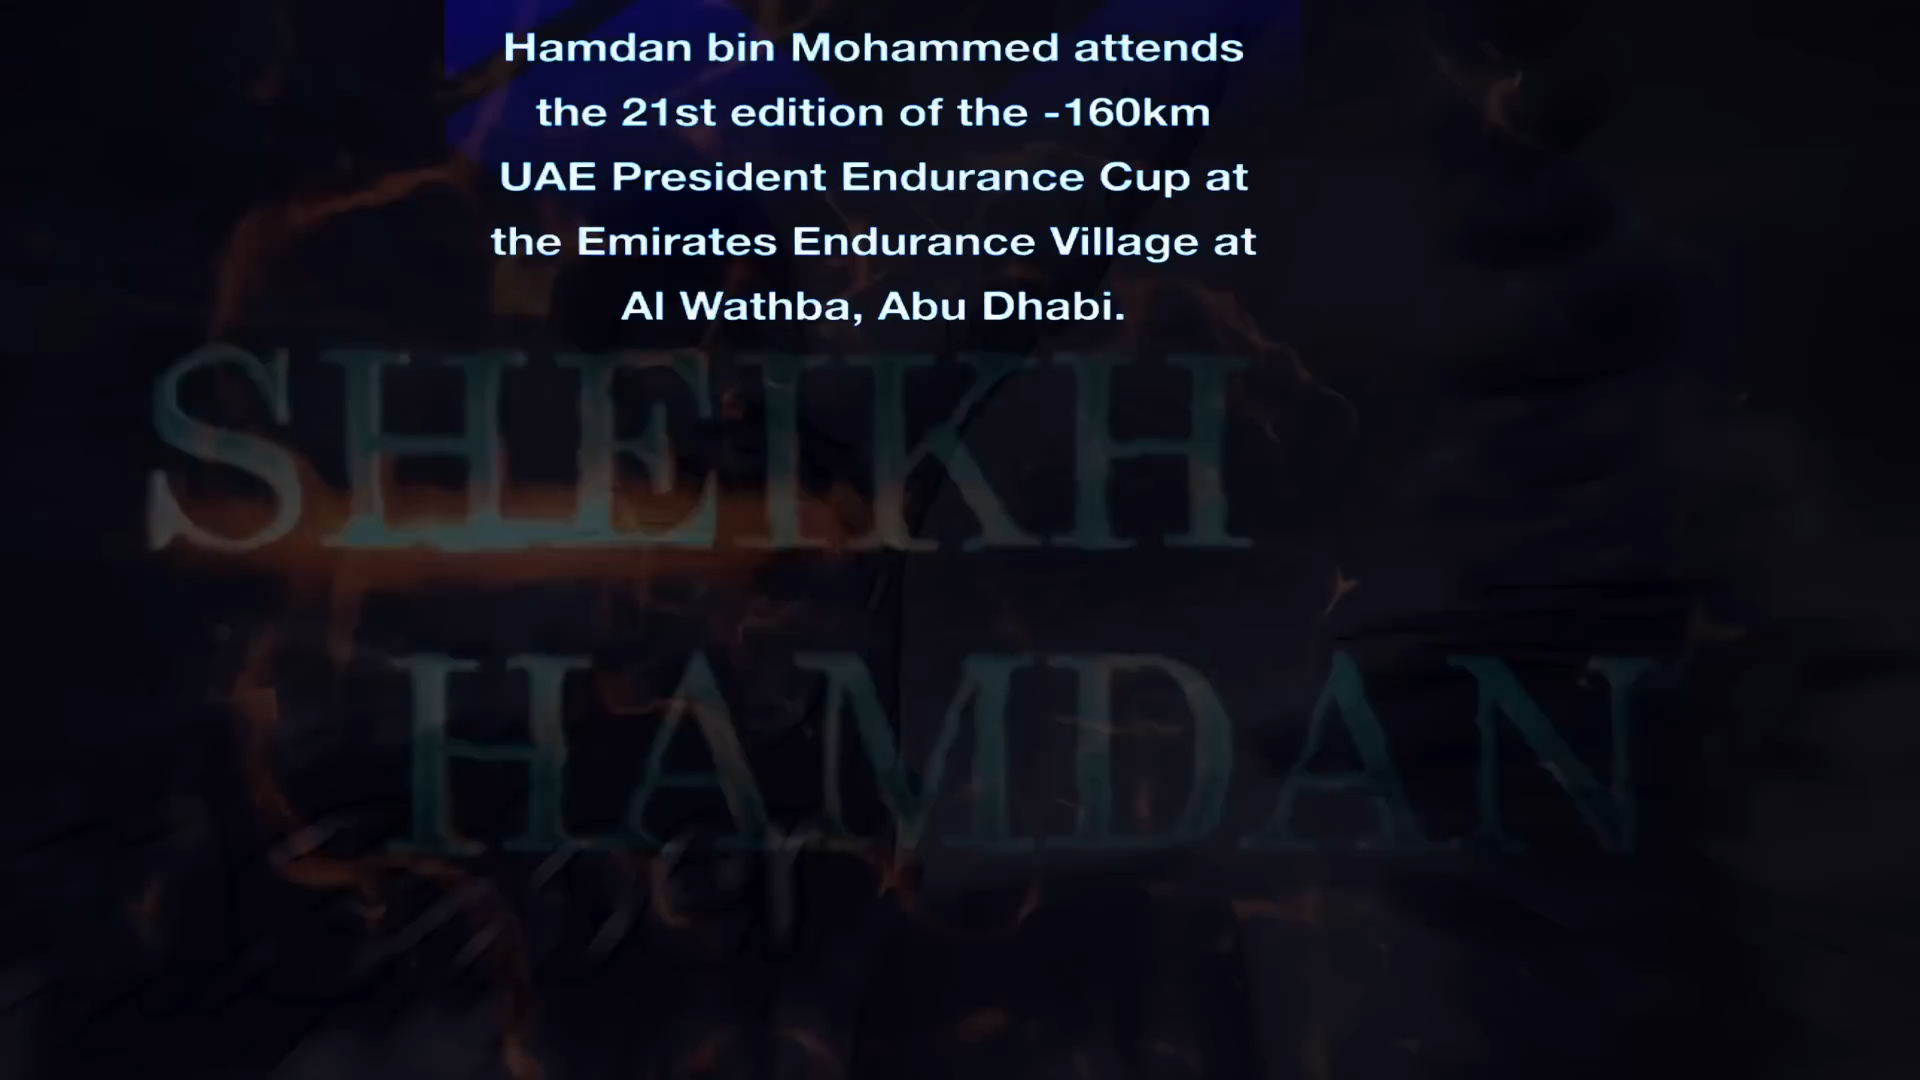 Hamdan bin Mohammed attends
the 21st edition of the -160km
UAE President Endurance Cup at
the Emirates Endurance Village at
Al Wathba, Abu Dhabi.
SHEIKH
HAMDAN